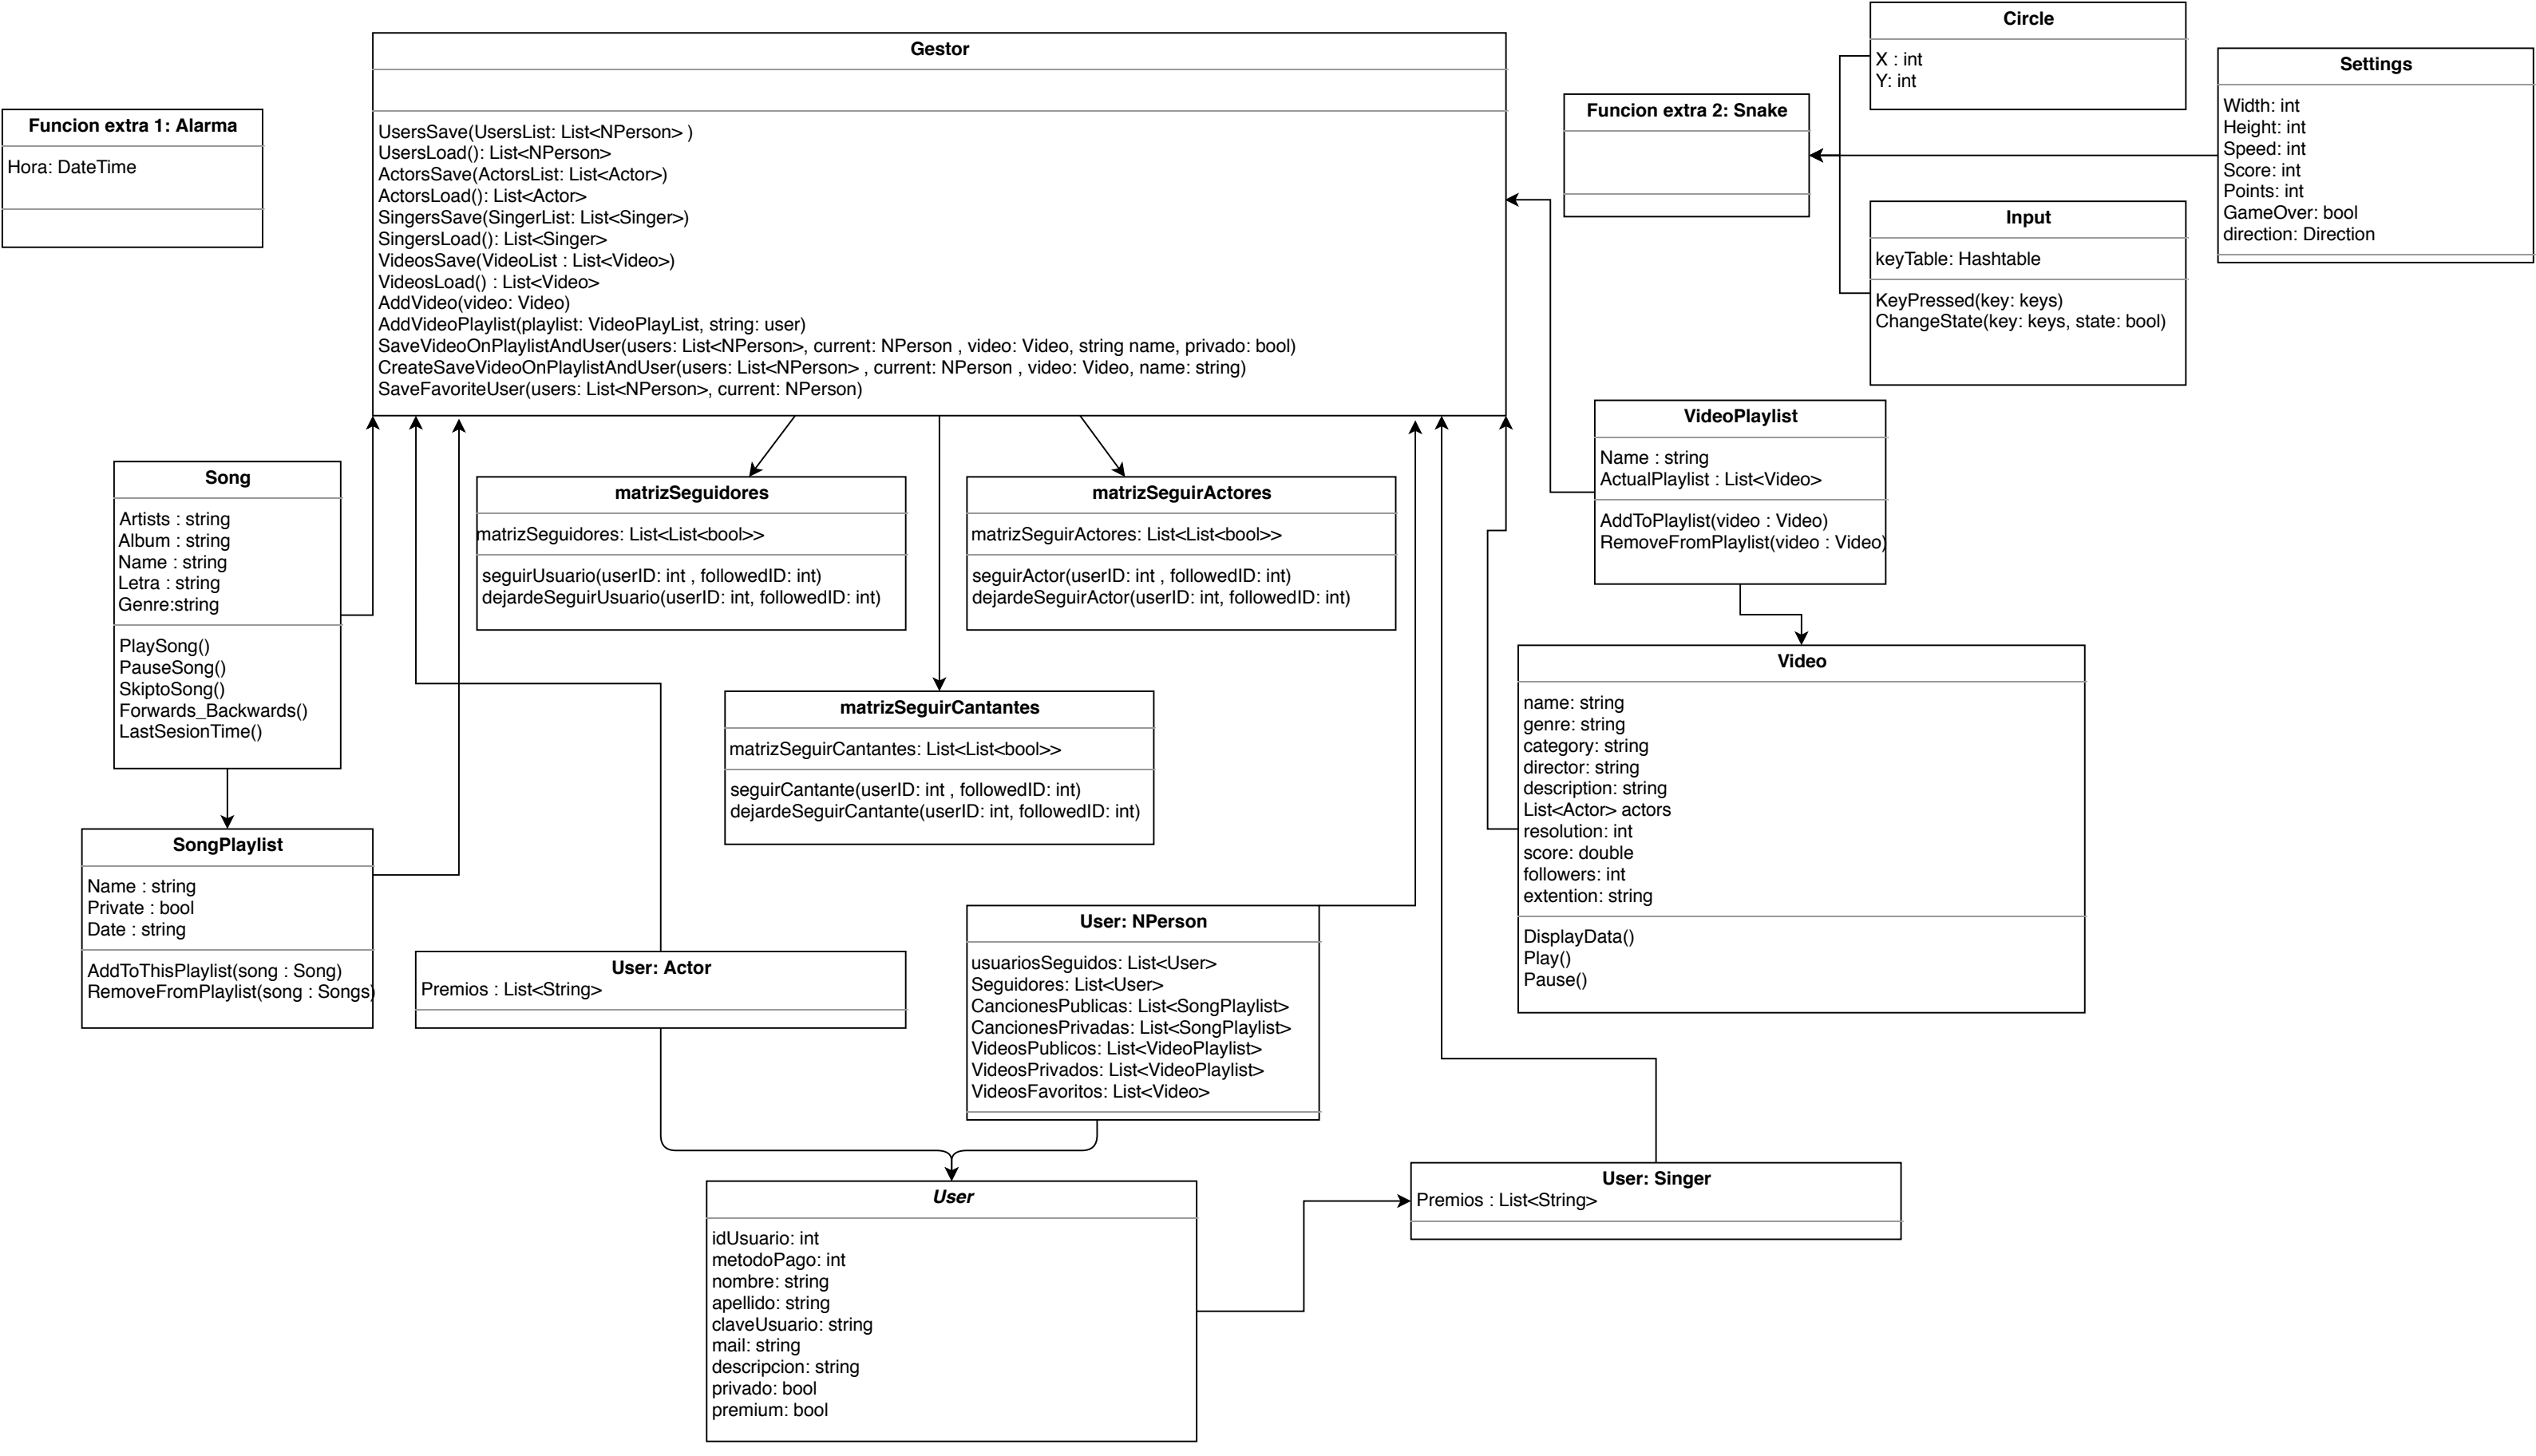 Gestor
UsersSave(UsersList: List<NPerson> )
UsersLoad(): List<NPerson>
ActorsSave(ActorsList: List<Actor>)
ActorsLoad(): List<Actor>
SingersSave(SingerList: List<Singer>)
SingersLoad(): List<Singer>
VideosSave(VideoList : List<Video>)
VideosLoad() : List<Video>
AddVideo(video: Video)
AddVideoPlaylist(playlist: VideoPlayList, string: user)
SaveVideoOnPlaylistAndUser(users: List<NPerson>, current: NPerson , video: Video, string name, privado: bool)
CreateSaveVideoOnPlaylistAndUser(users: List<NPerson> , current: NPerson , video: Video, name: string)
SaveFavoriteUser(users: List<NPerson>, current: NPerson)
Funcion extra 1: Alarma
Hora: DateTime
Funcion extra 2: Snake
Circle
X : int
Y: int
Settings
Width: int
Height: int
Speed: int
Score: int
Points: int
GameOver: bool
direction: Direction
Input
keyTable: Hashtable
KeyPressed(key: keys)
ChangeState(key: keys, state: bool)
VideoPlaylist
Name : string
ActualPlaylist : List<Video>
AddToPlaylist(video : Video)
RemoveFromPlaylist(video : Video)
Song
Artists : string
Album : string
Name : string
Letra : string
Genre:string
PlaySong()
PauseSong()
SkiptoSong()
Forwards_Backwards()
LastSesionTime()
matrizSeguidores
matrizSeguidores: List<List<bool>>
seguirUsuario(userID: int , followedID: int)
dejardeSeguirUsuario(userID: int, followedID: int)
matrizSeguirActores
matrizSeguirActores: List<List<bool>>
seguirActor(userID: int , followedID: int)
dejardeSeguirActor(userID: int, followedID: int)
matrizSeguirCantantes
matrizSeguirCantantes: List<List<bool>>
seguirCantante(userID: int , followedID: int)
dejardeSeguirCantante(userID: int, followedID: int)
Video
name: string
genre: string
category: string
director: string
description: string
List<Actor> actors
resolution: int
score: double
followers: int
extention: string
DisplayData()
Play()
Pause()
SongPlaylist
Name : string
Private : bool
Date : string
AddToThisPlaylist(song : Song)
RemoveFromPlaylist(song : Songs)
User: Actor
Premios : List<String>
User: NPerson
usuariosSeguidos: List<User>
Seguidores: List<User>
CancionesPublicas: List<SongPlaylist>
CancionesPrivadas: List<SongPlaylist>
VideosPublicos: List<VideoPlaylist>
VideosPrivados: List<VideoPlaylist>
VideosFavoritos: List<Video>
User: Singer
Premios : List<String>
User
idUsuario: int
metodoPago: int
nombre: string
apellido: string
claveUsuario: string
mail: string
descripcion: string
privado: bool
premium: bool